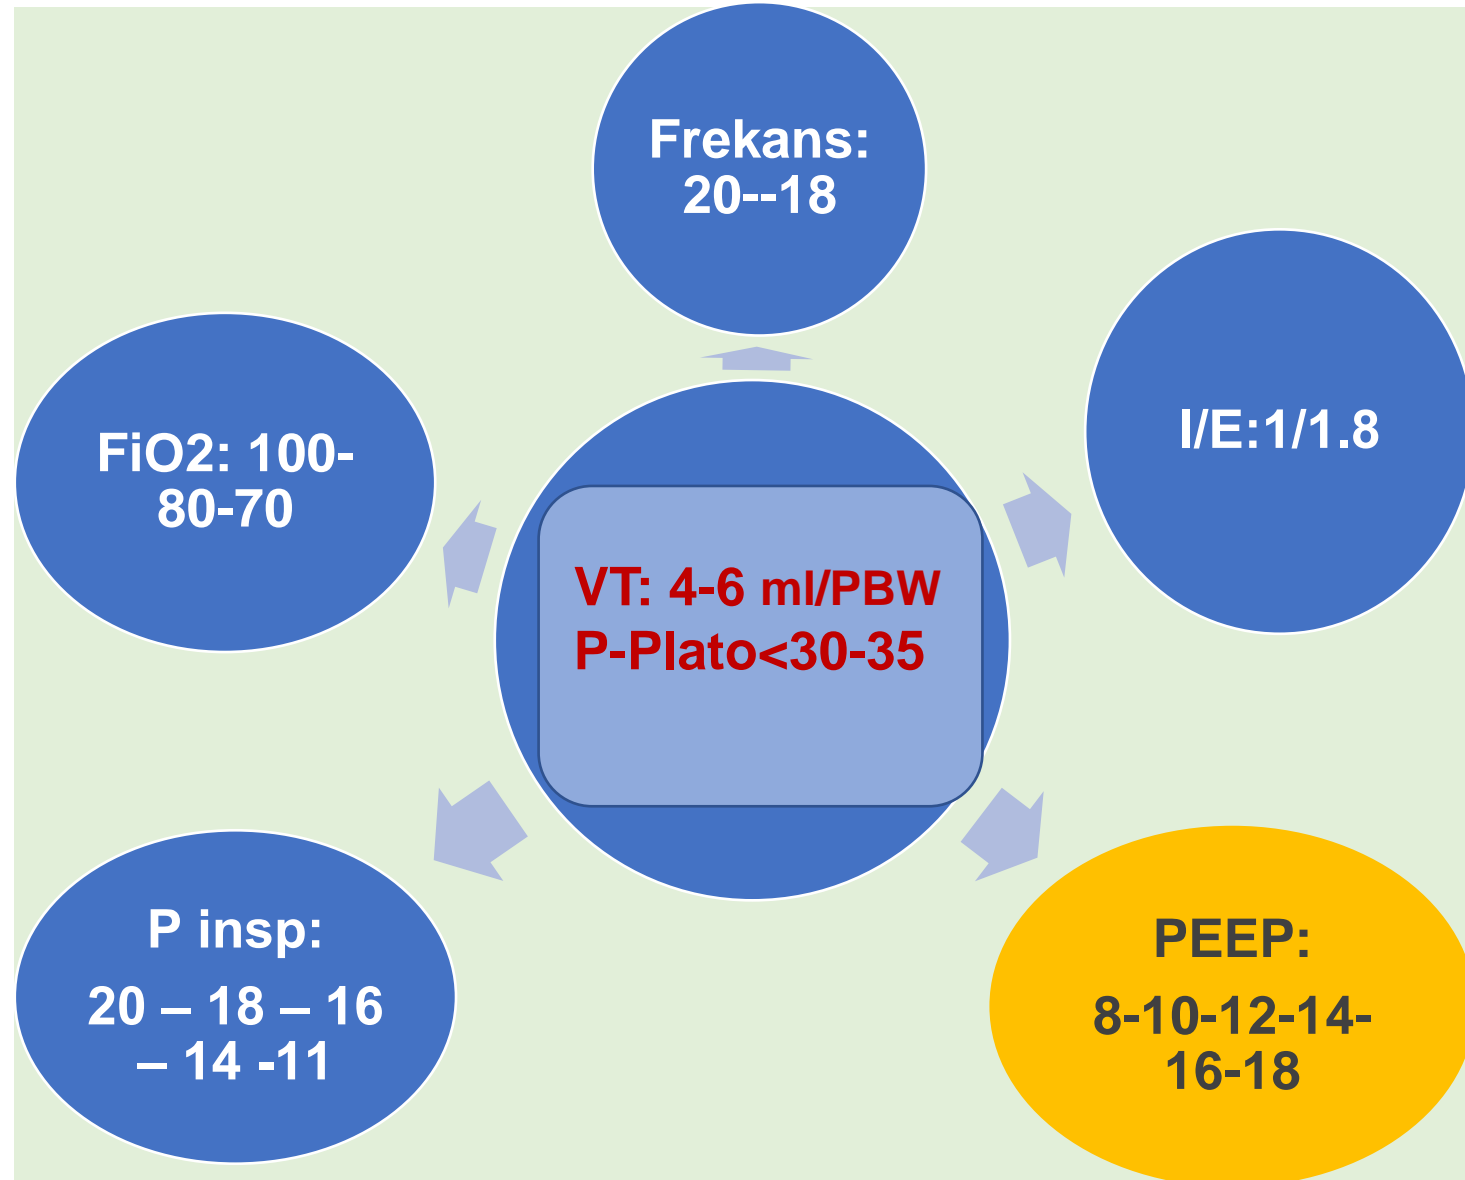 Frekans:
20--18
I/E:1/1.8
FiO2: 100-
80-70
VT: 4-6 ml/PBW
P-Plato<30-35
P insp:
20 – 18 – 16
– 14 -11
PEEP:
8-10-12-14-
16-18